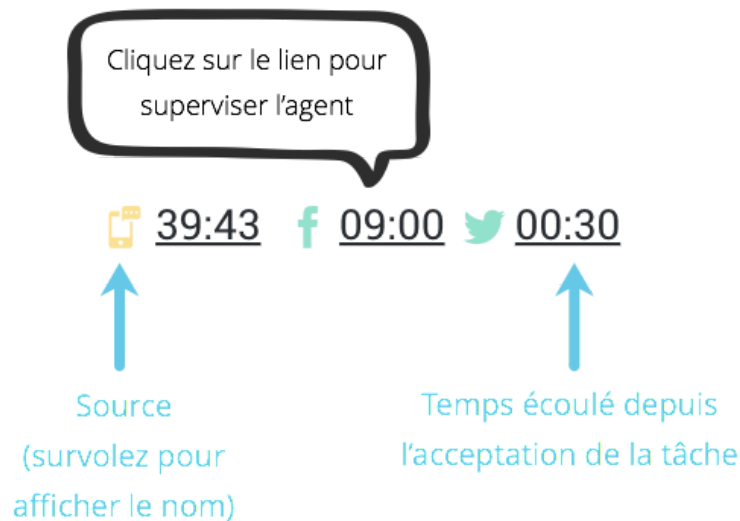 Cliquez sur le lien pour
superviser l'agent
39:43 09:00 00:30
Source
(survolez pour
afficher le nom)
Temps écoulé depuis
l'acceptation de la tâche